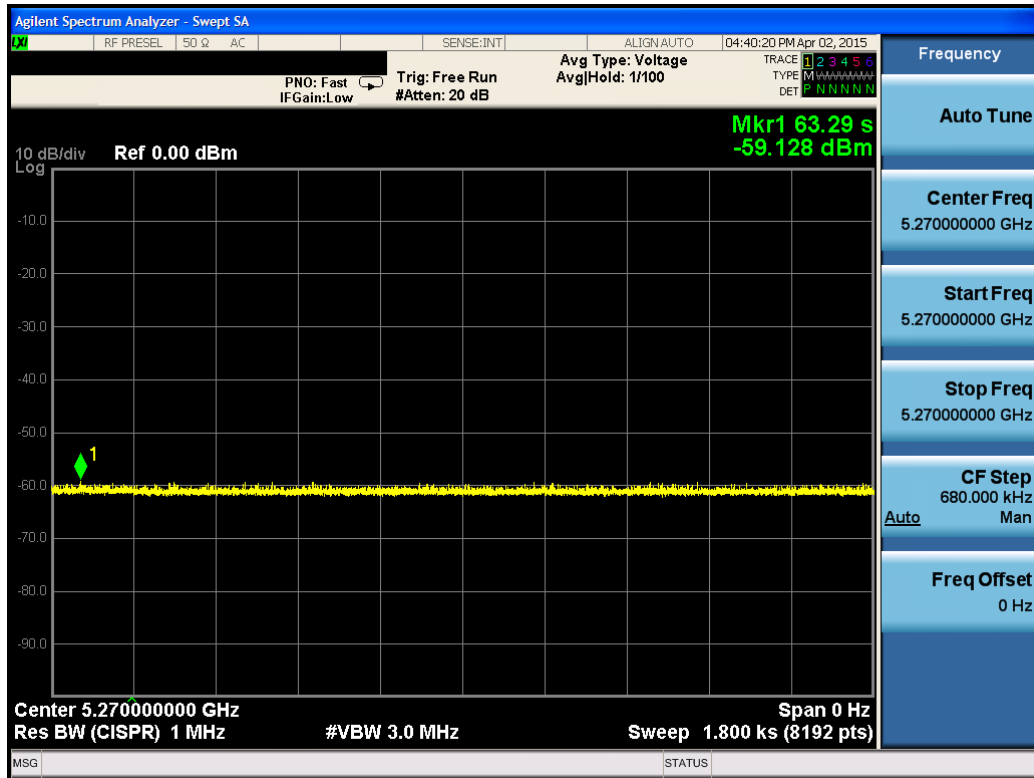 Agilent Spectrum Analyzer - Swept SA
LXI RF PRESEL 50 Ω AC SENSE:INT ALIGN AUTO 04:40:20 PM Apr 02, 2015
PNO: Fast
IFGain:Low
Trig: Free Run
#Atten: 20 dB
Avg Type: Voltage
Avg|Hold: 1/100
TRACE 1 2 3 4 5 6
TYPE M
DET P N N N N N
Mkr1 63.29 s
-59.128 dBm
10 dB/div Ref 0.00 dBm
Log
-10.0
-20.0
-30.0
-40.0
-50.0
1
-60.0
-70.0
-80.0
-90.0
Center 5.270000000 GHz Span 0 Hz
Res BW (CISPR) 1 MHz #VBW 3.0 MHz Sweep 1.800 ks (8192 pts)
MSG STATUS
Frequency
Auto Tune
Center Freq
5.270000000 GHz
Start Freq
5.270000000 GHz
Stop Freq
5.270000000 GHz
CF Step
680.000 kHz
Auto Man
Freq Offset
0 Hz